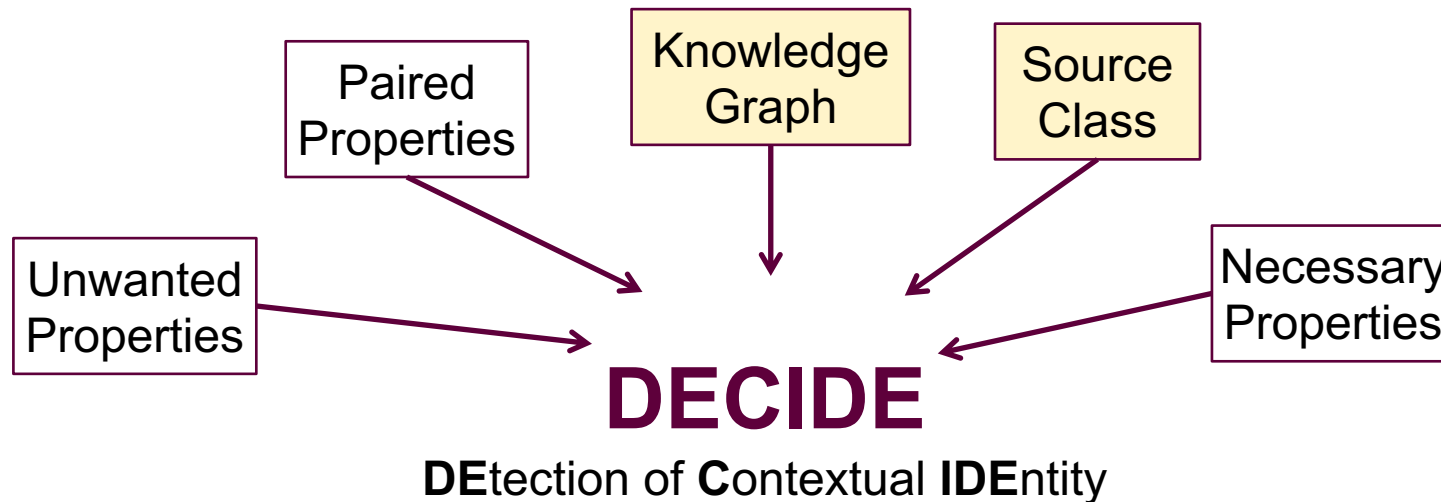 Unwanted
Properties
Paired
Properties
Knowledge
Graph
Source
Class
Necessary
Properties
DECIDE
DEtection of Contextual IDEntity